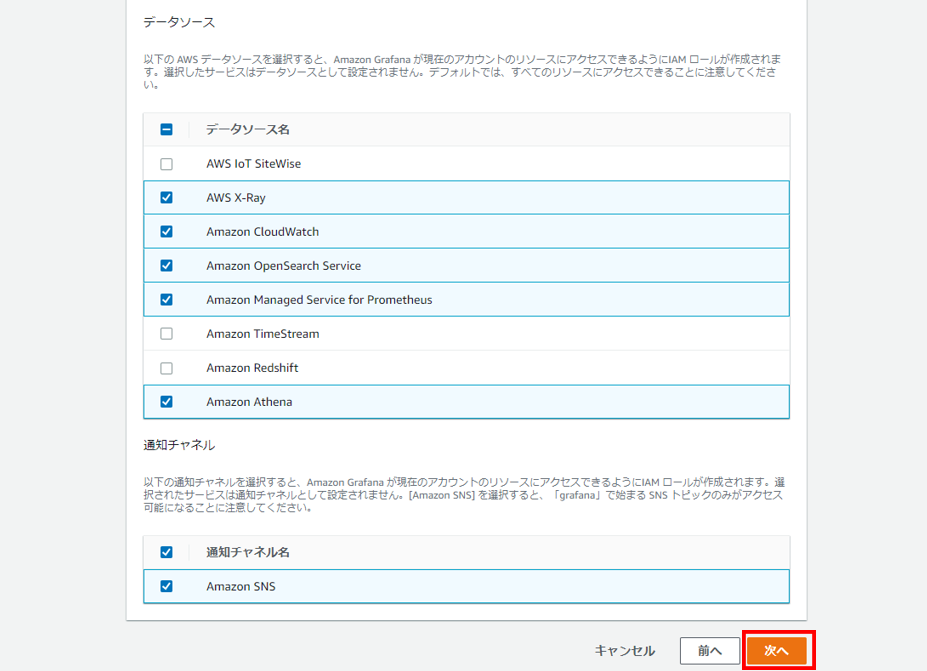 データソース
以下の AWS データソースを選択すると、Amazon Grafana が現在のアカウントのリソースにアクセスできるようにIAM ロールが作成されま
す。選択したサービスはデータソースとして設定されません。デフォルトでは、すべてのリソースにアクセスできることに注意してくださ
い。
データソース名
AWS IoT SiteWise
AWS X-Ray
Amazon CloudWatch
Amazon OpenSearch Service
Amazon Managed Service for Prometheus
Amazon TimeStream
Amazon Redshift
Amazon Athena
通知チャネル
以下の通知チャネルを選択すると、Amazon Grafana が現在のアカウントのリソースにアクセスできるようにIAM ロールが作成されます。選
択されたサービスは通知チャネルとして設定されません。[Amazon SNS] を選択すると、「grafana」で始まる SNS トピックのみがアクセス
可能になることに注意してください。
通知チャネル名
Amazon SNS
キャンセル 前へ 次へ